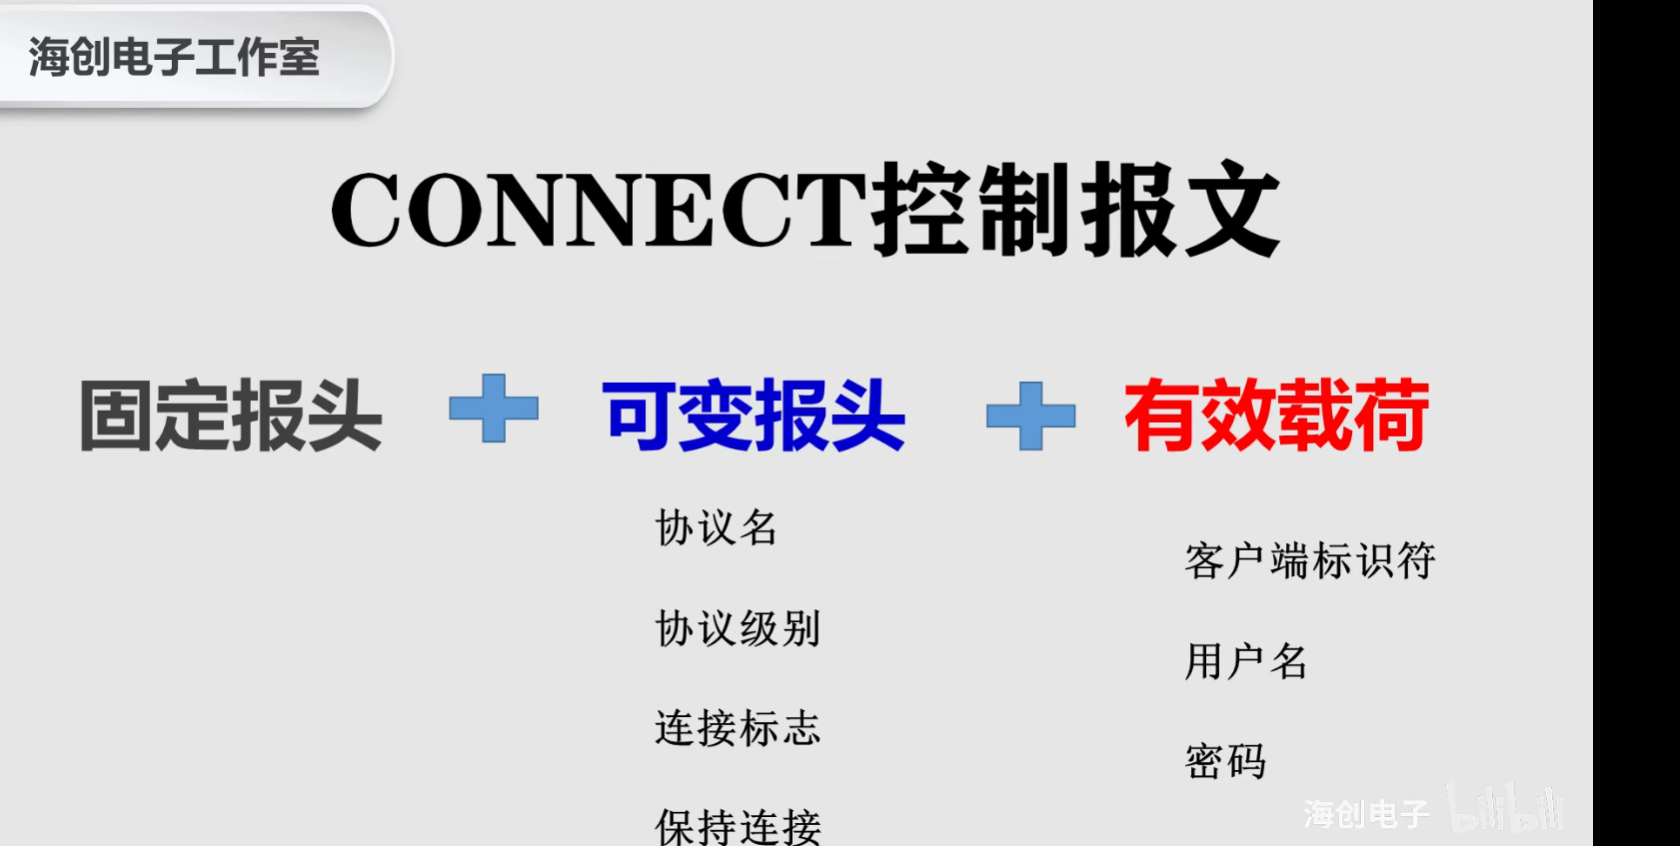 海创电子工作室
CONNECT控制报文
固定报头
可变报头
有效载荷
协议名
协议级别
连接标志
保持连接
客户端标识符
用户名
密码
海创电子 bilibili